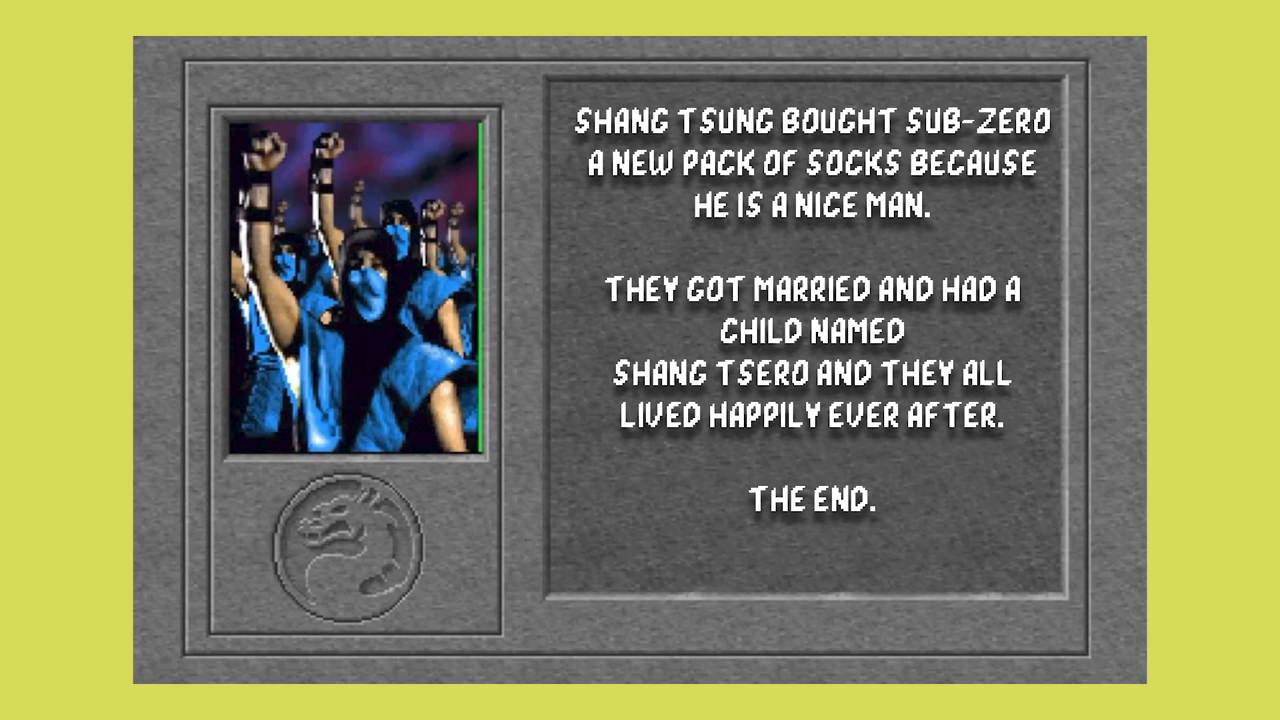 SHANG TSUNG BOUGHT SUB-ZERO
A NEW PACK OF SOCKS BECAUSE
HE IS A NICE MAN.
THEY GOT MARRIED AND HAD A
CHILD NAMED
SHANG TSERO AND THEY ALL
LIVED HAPPILY EVER AFTER.
THE END.